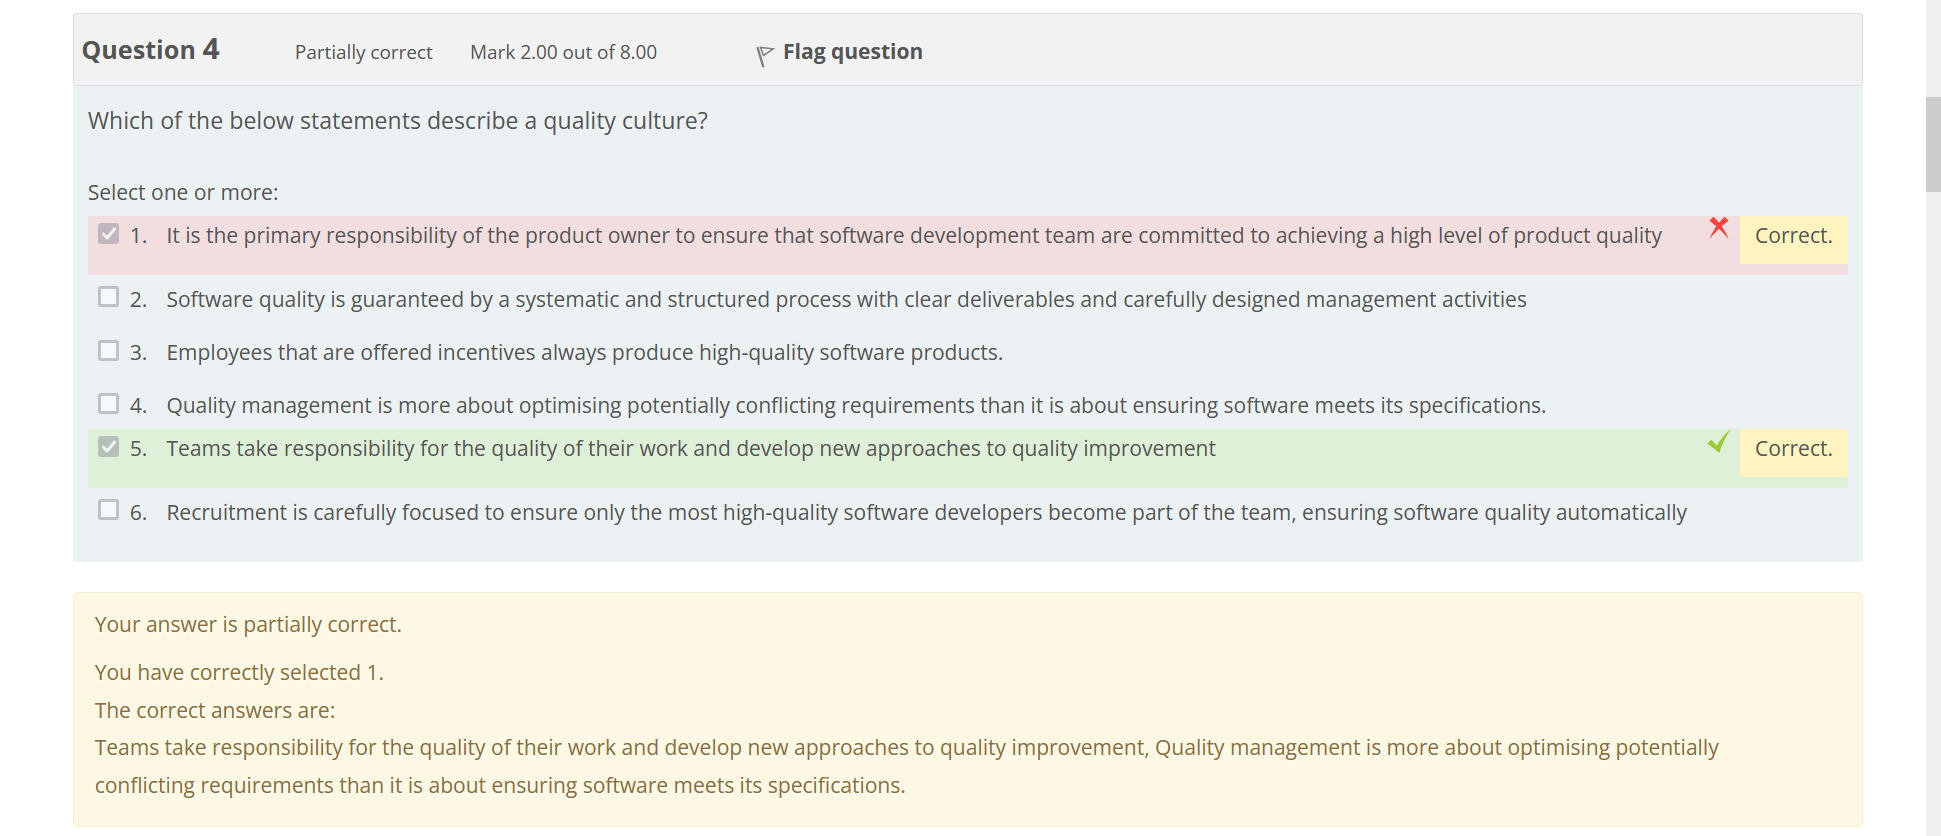 Question 4 Partially correct Mark 2.00 out of 8.00 Flag question
Which of the below statements describe a quality culture?
Select one or more:
1. It is the primary responsibility of the product owner to ensure that software development team are committed to achieving a high level of product quality Correct.
2. Software quality is guaranteed by a systematic and structured process with clear deliverables and carefully designed management activities
3. Employees that are offered incentives always produce high-quality software products.
4. Quality management is more about optimising potentially conflicting requirements than it is about ensuring software meets its specifications.
5. Teams take responsibility for the quality of their work and develop new approaches to quality improvement Correct.
6. Recruitment is carefully focused to ensure only the most high-quality software developers become part of the team, ensuring software quality automatically
Your answer is partially correct.
You have correctly selected 1.
The correct answers are:
Teams take responsibility for the quality of their work and develop new approaches to quality improvement, Quality management is more about optimising potentially
conflicting requirements than it is about ensuring software meets its specifications.